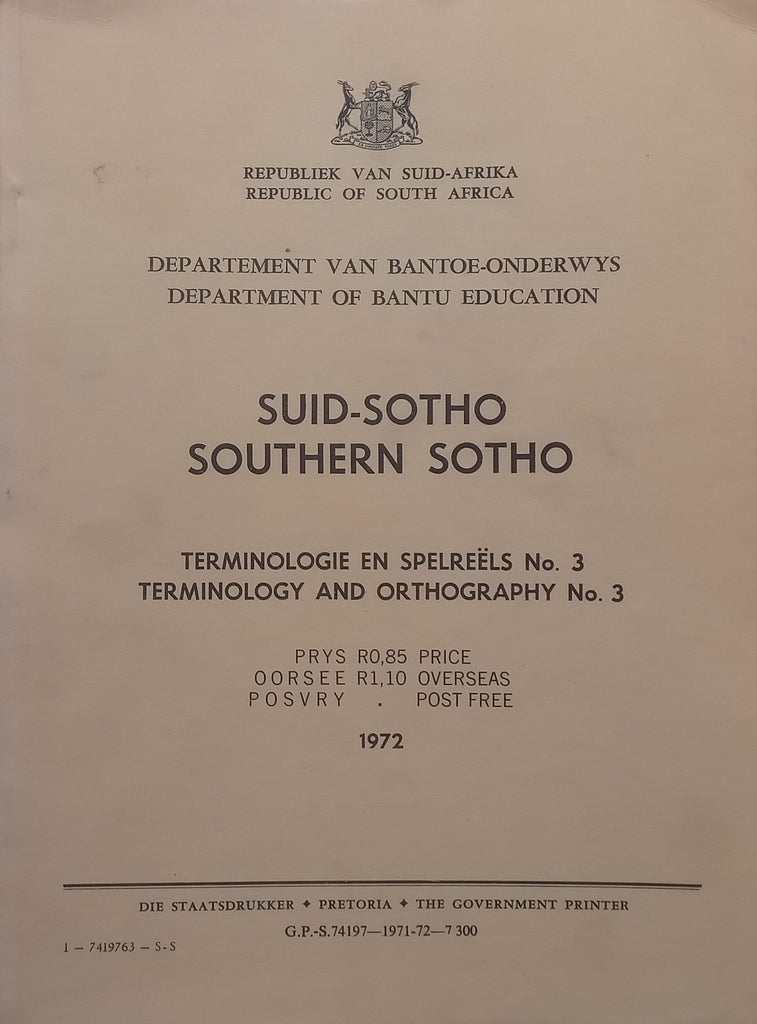 REPUBLIEK VAN SUID-AFRIKA
REPUBLIC OF SOUTH AFRICA
DEPARTEMENT VAN BANTOE-ONDERWYS
DEPARTMENT OF BANTU EDUCATION
SUID-SOTHO
SOUTHERN SOTHO
TERMINOLOGIE EN SPELREËLS No. 3
TERMINOLOGY AND ORTHOGRAPHY No. 3
PRYS R0,85 PRICE
OORSEE R1,10 OVERSEAS
POSVRY . POST FREE
1972
DIE STAATSDRUKKER ✦ PRETORIA ✦ THE GOVERNMENT PRINTER
G.P.-S.74197—1971-72—7 300
1 — 7419763 — S-S